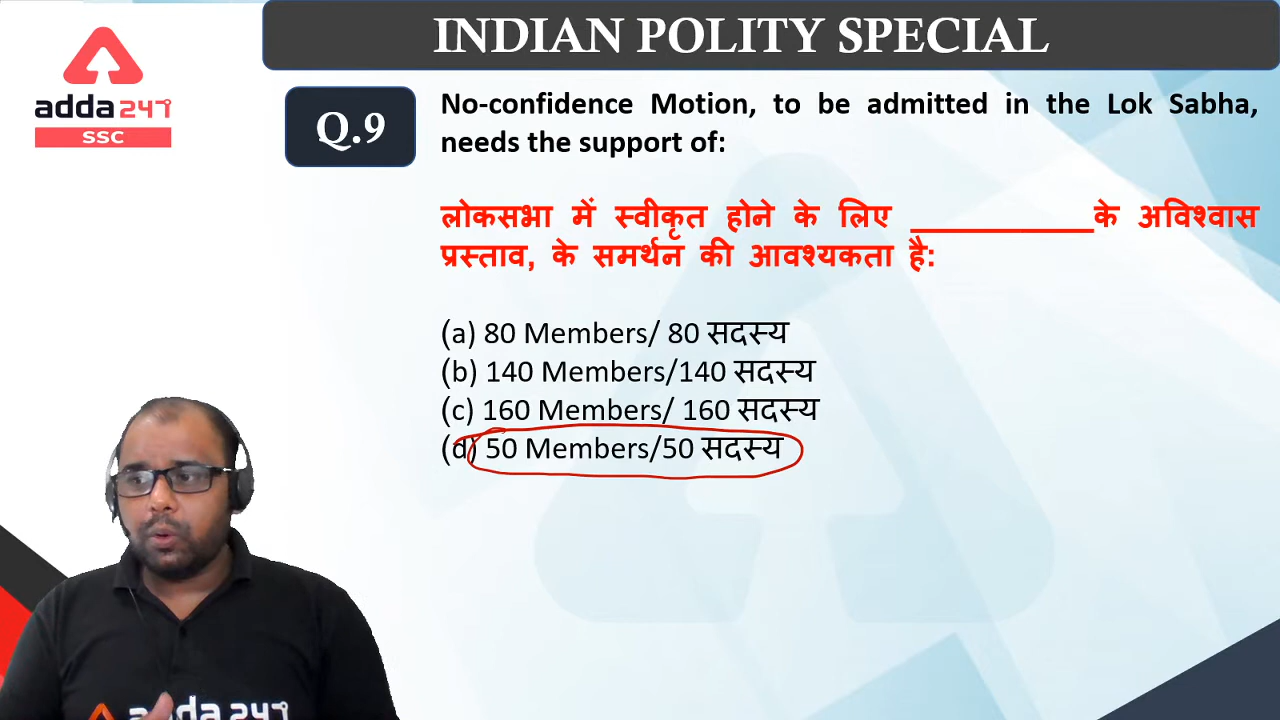 INDIAN POLITY SPECIAL
adda247
SSC
Q.9
No-confidence Motion, to be admitted in the Lok Sabha,
needs the support of:
लोकसभा में स्वीकृत होने के लिए ____________के अविश्वास
प्रस्ताव, के समर्थन की आवश्यकता है:
(a) 80 Members/ 80 सदस्य
(b) 140 Members/140 सदस्य
(c) 160 Members/ 160 सदस्य
(d) 50 Members/50 सदस्य
adda247